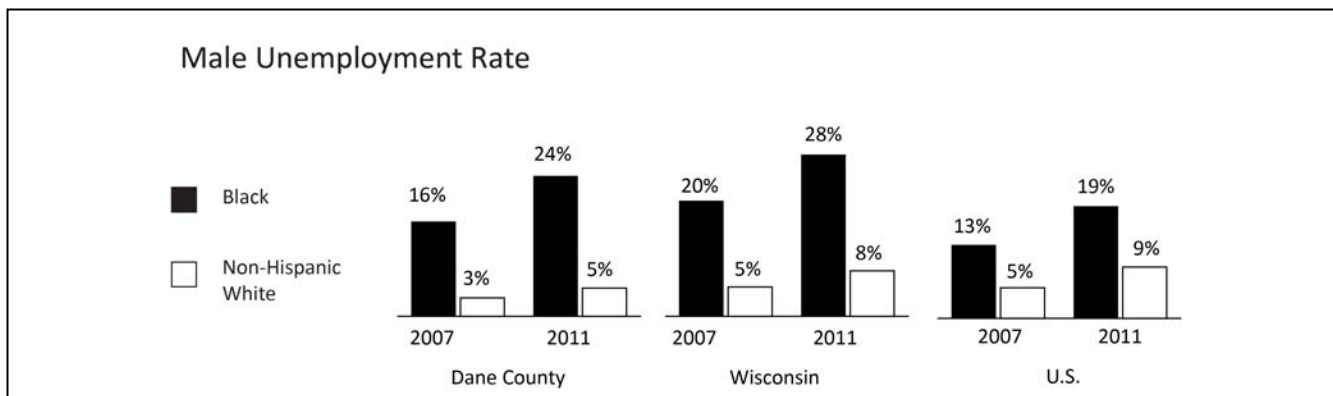 Male Unemployment Rate
Black
Non-Hispanic
White
16%
3%
24%
5%
2007
2011
Dane County
20%
5%
28%
8%
2007
2011
Wisconsin
13%
5%
19%
9%
2007
2011
U.S.